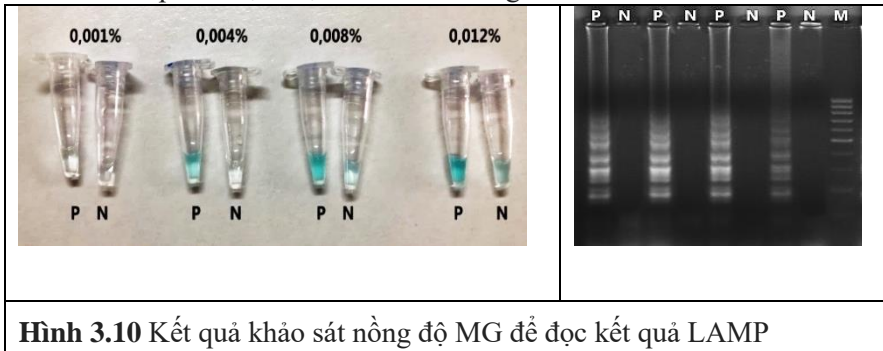 0,001% 0,004% 0,008% 0,012%
P N P N P N P N
P N P N P N P N M
Hình 3.10 Kết quả khảo sát nồng độ MG để đọc kết quả LAMP